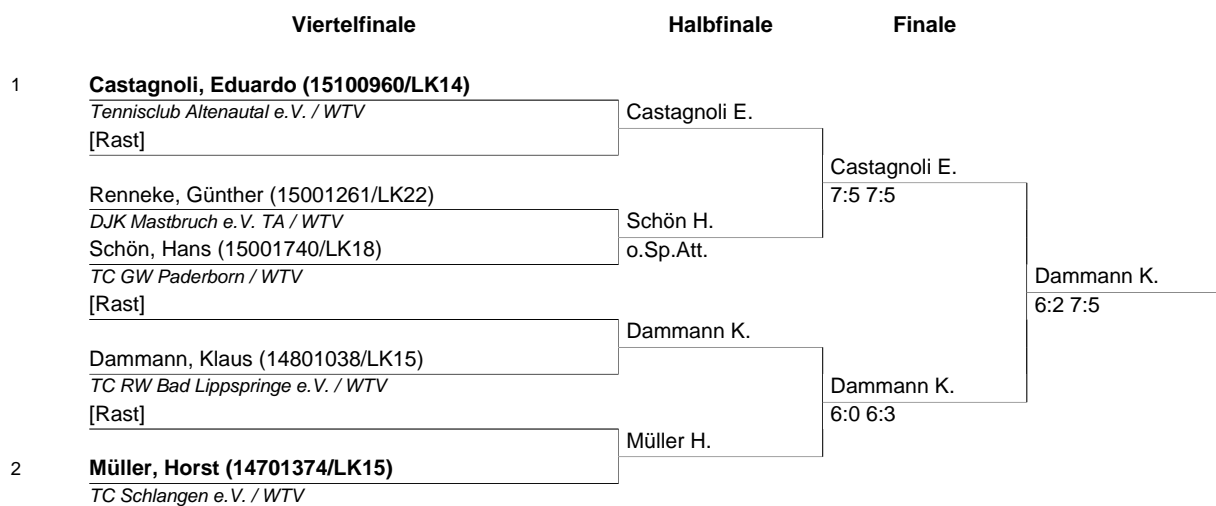 Viertelfinale Halbfinale Finale
1 Castagnoli, Eduardo (15100960/LK14)
Tennisclub Altenautal e.V. / WTV Castagnoli E.
[Rast]
Castagnoli E.
Renneke, Günther (15001261/LK22) 7:5 7:5
DJK Mastbruch e.V. TA / WTV Schön H.
Schön, Hans (15001740/LK18) o.Sp.Att.
TC GW Paderborn / WTV Dammann K.
[Rast] 6:2 7:5
Dammann K.
Dammann, Klaus (14801038/LK15)
TC RW Bad Lippspringe e.V. / WTV Dammann K.
[Rast] 6:0 6:3
Müller H.
2 Müller, Horst (14701374/LK15)
TC Schlangen e.V. / WTV